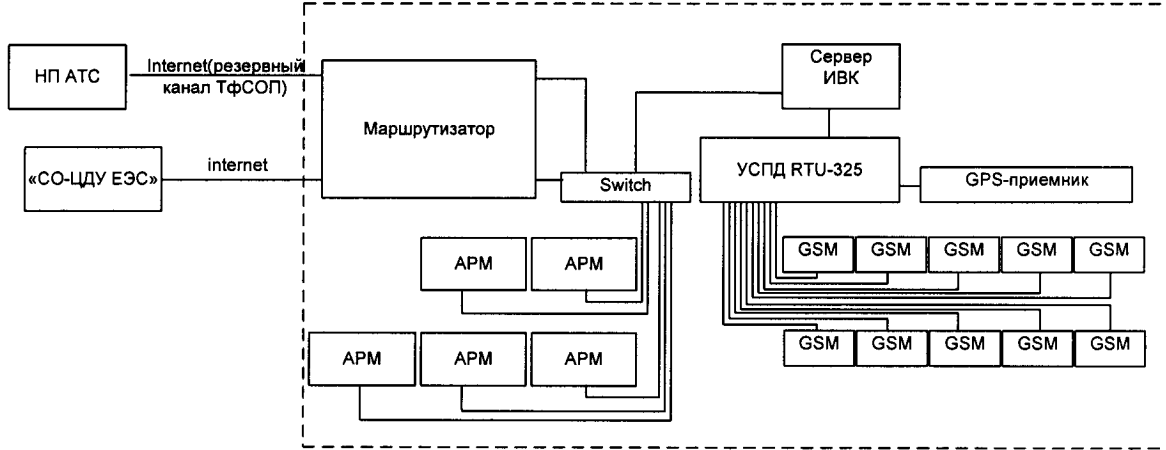 НП АТС
Internet(резервный
канал ТфСОП)
Маршрутизатор
Сервер
ИВК
«СО-ЦДУ ЕЭС»
internet
Switch
УСПД RTU-325
GPS-приемник
АРМ
АРМ
GSM
GSM
GSM
GSM
GSM
АРМ
АРМ
АРМ
GSM
GSM
GSM
GSM
GSM